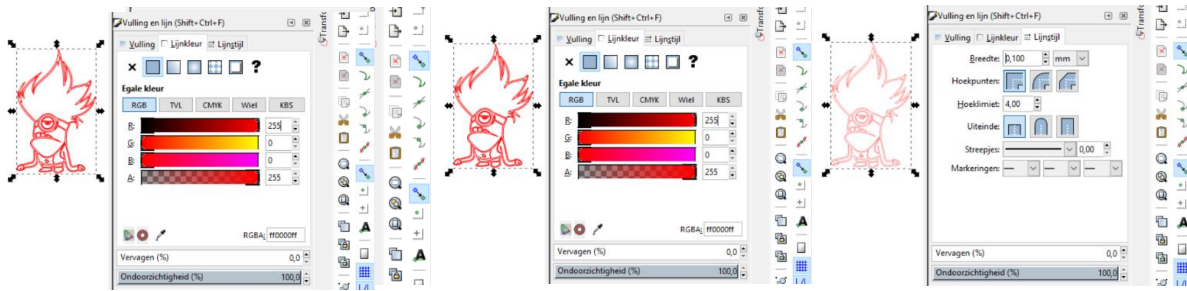 Vulling en lijn (Shift+Ctrl+F)
Vulling Lijnkleur Lijnstijl
?
Egale kleur
RGB TVL CMYK Wiel KBS
R: 255
G: 0
B: 0
A: 255
RGBA: ff0000ff
Vervagen (%) 0,0
Ondoorzichtigheid (%) 100,0
Transfo
A
Vulling en lijn (Shift+Ctrl+F)
Vulling Lijnkleur Lijnstijl
?
Egale kleur
RGB TVL CMYK Wiel KBS
R: 255
G: 0
B: 0
A: 255
RGBA: ff0000ff
Vervagen (%) 0,0
Ondoorzichtigheid (%) 100,0
Transfo
A
Vulling en lijn (Shift+Ctrl+F)
Vulling Lijnkleur Lijnstijl
Breedte: 0,100 mm
Hoekpunten:
Hoeklimiet: 4,00
Uiteinde:
Streepjes: 0,00
Markeringen:
Vervagen (%) 0,0
Ondoorzichtigheid (%) 100,0
Transfo
A